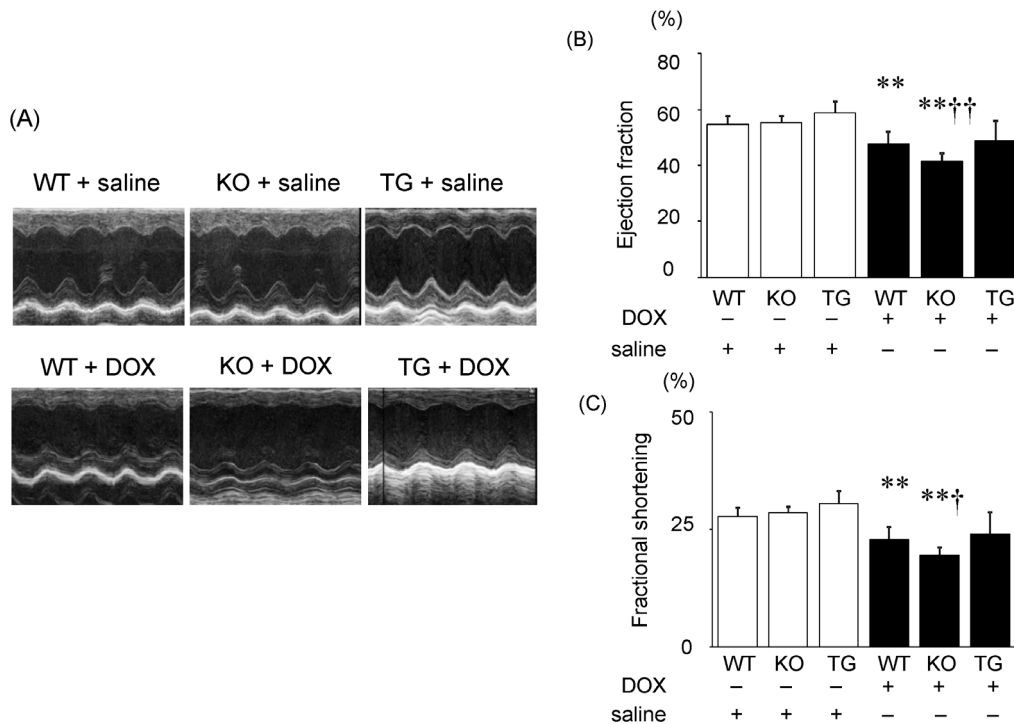 (A)
WT + saline KO + saline TG + saline
WT + DOX KO + DOX TG + DOX
(B)
(%)
Ejection fraction
80
60
40
20
0
** **††
WT KO TG WT KO TG
DOX – – – + + +
saline + + + – – –
(C)
(%)
Fractional shortening
50
25
0
** **†
WT KO TG WT KO TG
DOX – – – + + +
saline + + + – – –